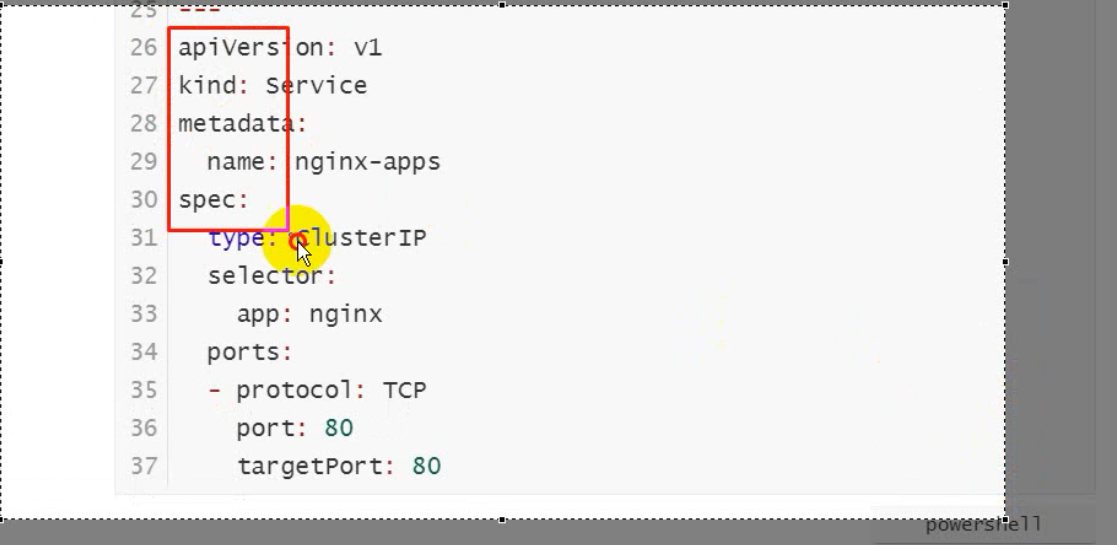 25 ---
26 apiVersion: v1
27 kind: Service
28 metadata:
29   name: nginx-apps
30 spec:
31   type: ClusterIP
32   selector:
33     app: nginx
34   ports:
35   - protocol: TCP
36     port: 80
37     targetPort: 80
powershell